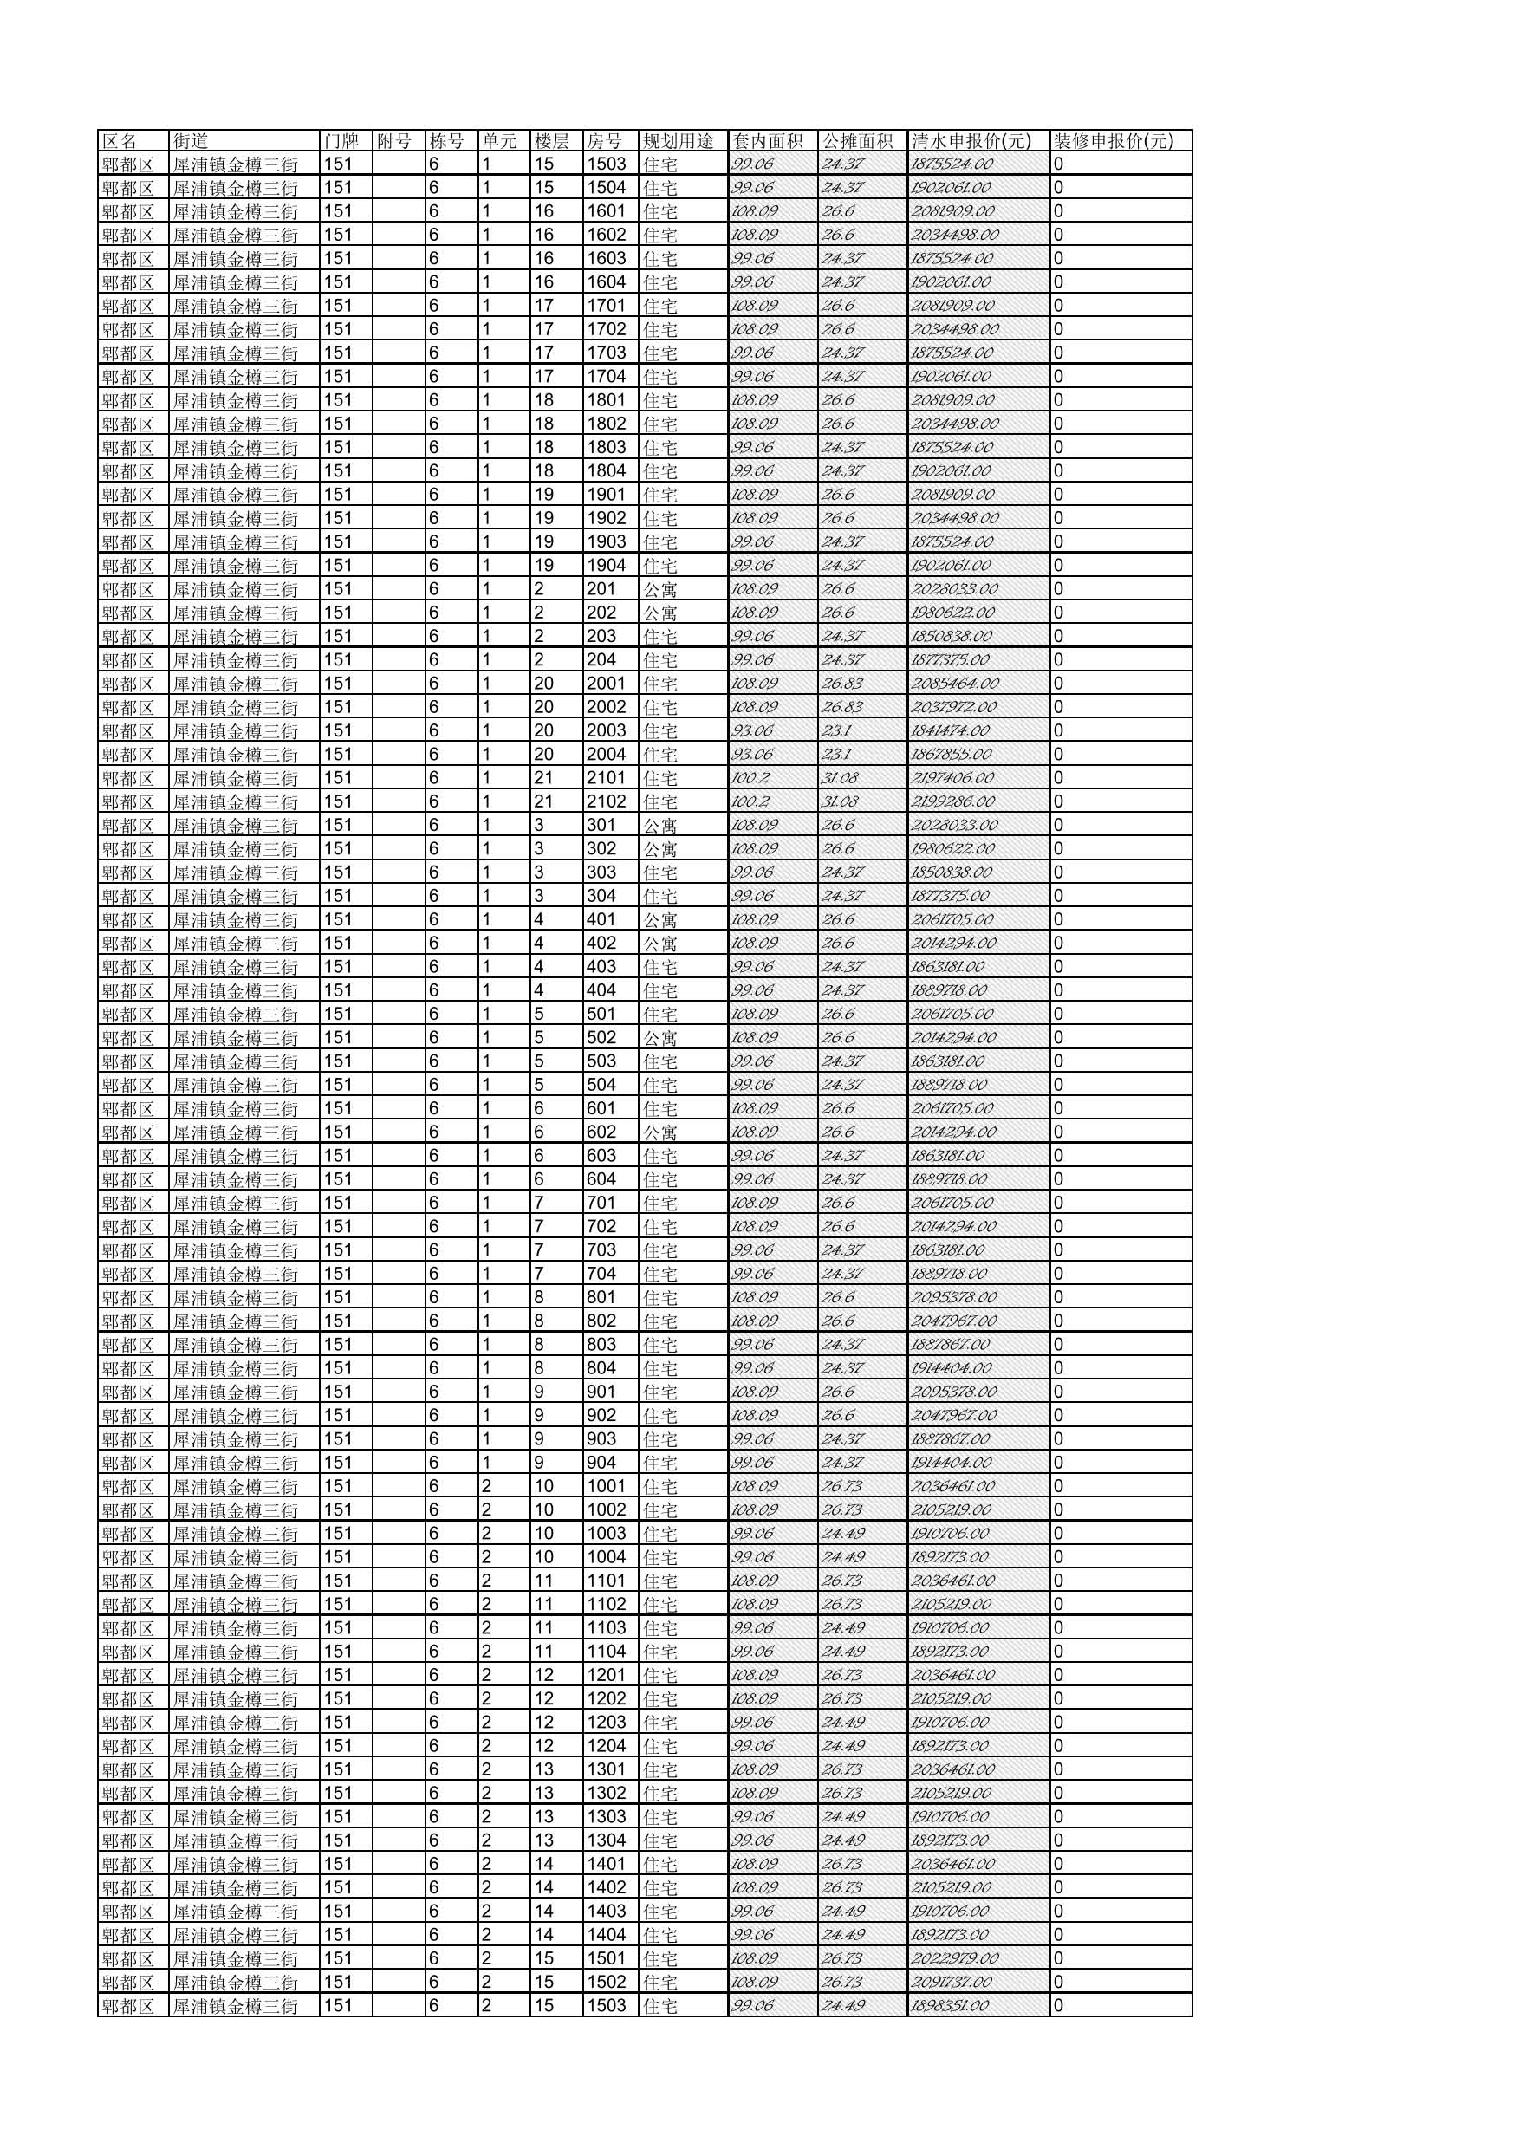 区名 街道 门牌 附号 栋号 单元 楼层 房号 规划用途 套内面积 公摊面积 清水申报价(元) 装修申报价(元)
郫都区 犀浦镇金樽三街 151 6 1 15 1503 住宅 99.06 24.37 1875524.00 0
郫都区 犀浦镇金樽三街 151 6 1 15 1504 住宅 99.06 24.37 1902061.00 0
郫都区 犀浦镇金樽三街 151 6 1 16 1601 住宅 108.09 26.6 2081909.00 0
郫都区 犀浦镇金樽三街 151 6 1 16 1602 住宅 108.09 26.6 2034498.00 0
郫都区 犀浦镇金樽三街 151 6 1 16 1603 住宅 99.06 24.37 1875524.00 0
郫都区 犀浦镇金樽三街 151 6 1 16 1604 住宅 99.06 24.37 1902061.00 0
郫都区 犀浦镇金樽三街 151 6 1 17 1701 住宅 108.09 26.6 2081909.00 0
郫都区 犀浦镇金樽三街 151 6 1 17 1702 住宅 108.09 26.6 2034498.00 0
郫都区 犀浦镇金樽三街 151 6 1 17 1703 住宅 99.06 24.37 1875524.00 0
郫都区 犀浦镇金樽三街 151 6 1 17 1704 住宅 99.06 24.37 1902061.00 0
郫都区 犀浦镇金樽三街 151 6 1 18 1801 住宅 108.09 26.6 2081909.00 0
郫都区 犀浦镇金樽三街 151 6 1 18 1802 住宅 108.09 26.6 2034498.00 0
郫都区 犀浦镇金樽三街 151 6 1 18 1803 住宅 99.06 24.37 1875524.00 0
郫都区 犀浦镇金樽三街 151 6 1 18 1804 住宅 99.06 24.37 1902061.00 0
郫都区 犀浦镇金樽三街 151 6 1 19 1901 住宅 108.09 26.6 2081909.00 0
郫都区 犀浦镇金樽三街 151 6 1 19 1902 住宅 108.09 26.6 2034498.00 0
郫都区 犀浦镇金樽三街 151 6 1 19 1903 住宅 99.06 24.37 1875524.00 0
郫都区 犀浦镇金樽三街 151 6 1 19 1904 住宅 99.06 24.37 1902061.00 0
郫都区 犀浦镇金樽三街 151 6 1 2 201 公寓 108.09 26.6 2028033.00 0
郫都区 犀浦镇金樽三街 151 6 1 2 202 公寓 108.09 26.6 1980622.00 0
郫都区 犀浦镇金樽三街 151 6 1 2 203 住宅 99.06 24.37 1850838.00 0
郫都区 犀浦镇金樽三街 151 6 1 2 204 住宅 99.06 24.37 1877375.00 0
郫都区 犀浦镇金樽三街 151 6 1 20 2001 住宅 108.09 26.83 2085464.00 0
郫都区 犀浦镇金樽三街 151 6 1 20 2002 住宅 108.09 26.83 2037972.00 0
郫都区 犀浦镇金樽三街 151 6 1 20 2003 住宅 93.06 23.1 1841474.00 0
郫都区 犀浦镇金樽三街 151 6 1 20 2004 住宅 93.06 23.1 1867855.00 0
郫都区 犀浦镇金樽三街 151 6 1 21 2101 住宅 100.2 31.08 2197406.00 0
郫都区 犀浦镇金樽三街 151 6 1 21 2102 住宅 100.2 31.08 2199286.00 0
郫都区 犀浦镇金樽三街 151 6 1 3 301 公寓 108.09 26.6 2028033.00 0
郫都区 犀浦镇金樽三街 151 6 1 3 302 公寓 108.09 26.6 1980622.00 0
郫都区 犀浦镇金樽三街 151 6 1 3 303 住宅 99.06 24.37 1850838.00 0
郫都区 犀浦镇金樽三街 151 6 1 3 304 住宅 99.06 24.37 1877375.00 0
郫都区 犀浦镇金樽三街 151 6 1 4 401 公寓 108.09 26.6 2061705.00 0
郫都区 犀浦镇金樽三街 151 6 1 4 402 公寓 108.09 26.6 2014294.00 0
郫都区 犀浦镇金樽三街 151 6 1 4 403 住宅 99.06 24.37 1863181.00 0
郫都区 犀浦镇金樽三街 151 6 1 4 404 住宅 99.06 24.37 1889718.00 0
郫都区 犀浦镇金樽三街 151 6 1 5 501 住宅 108.09 26.6 2061705.00 0
郫都区 犀浦镇金樽三街 151 6 1 5 502 公寓 108.09 26.6 2014294.00 0
郫都区 犀浦镇金樽三街 151 6 1 5 503 住宅 99.06 24.37 1863181.00 0
郫都区 犀浦镇金樽三街 151 6 1 5 504 住宅 99.06 24.37 1889718.00 0
郫都区 犀浦镇金樽三街 151 6 1 6 601 住宅 108.09 26.6 2061705.00 0
郫都区 犀浦镇金樽三街 151 6 1 6 602 公寓 108.09 26.6 2014294.00 0
郫都区 犀浦镇金樽三街 151 6 1 6 603 住宅 99.06 24.37 1863181.00 0
郫都区 犀浦镇金樽三街 151 6 1 6 604 住宅 99.06 24.37 1889718.00 0
郫都区 犀浦镇金樽三街 151 6 1 7 701 住宅 108.09 26.6 2061705.00 0
郫都区 犀浦镇金樽三街 151 6 1 7 702 住宅 108.09 26.6 2014294.00 0
郫都区 犀浦镇金樽三街 151 6 1 7 703 住宅 99.06 24.37 1863181.00 0
郫都区 犀浦镇金樽三街 151 6 1 7 704 住宅 99.06 24.37 1889718.00 0
郫都区 犀浦镇金樽三街 151 6 1 8 801 住宅 108.09 26.6 2095378.00 0
郫都区 犀浦镇金樽三街 151 6 1 8 802 住宅 108.09 26.6 2047967.00 0
郫都区 犀浦镇金樽三街 151 6 1 8 803 住宅 99.06 24.37 1887867.00 0
郫都区 犀浦镇金樽三街 151 6 1 8 804 住宅 99.06 24.37 1914404.00 0
郫都区 犀浦镇金樽三街 151 6 1 9 901 住宅 108.09 26.6 2095378.00 0
郫都区 犀浦镇金樽三街 151 6 1 9 902 住宅 108.09 26.6 2047967.00 0
郫都区 犀浦镇金樽三街 151 6 1 9 903 住宅 99.06 24.37 1887867.00 0
郫都区 犀浦镇金樽三街 151 6 1 9 904 住宅 99.06 24.37 1914404.00 0
郫都区 犀浦镇金樽三街 151 6 2 10 1001 住宅 108.09 26.73 2036461.00 0
郫都区 犀浦镇金樽三街 151 6 2 10 1002 住宅 108.09 26.73 2105219.00 0
郫都区 犀浦镇金樽三街 151 6 2 10 1003 住宅 99.06 24.49 1910706.00 0
郫都区 犀浦镇金樽三街 151 6 2 10 1004 住宅 99.06 24.49 1892173.00 0
郫都区 犀浦镇金樽三街 151 6 2 11 1101 住宅 108.09 26.73 2036461.00 0
郫都区 犀浦镇金樽三街 151 6 2 11 1102 住宅 108.09 26.73 2105219.00 0
郫都区 犀浦镇金樽三街 151 6 2 11 1103 住宅 99.06 24.49 1910706.00 0
郫都区 犀浦镇金樽三街 151 6 2 11 1104 住宅 99.06 24.49 1892173.00 0
郫都区 犀浦镇金樽三街 151 6 2 12 1201 住宅 108.09 26.73 2036461.00 0
郫都区 犀浦镇金樽三街 151 6 2 12 1202 住宅 108.09 26.73 2105219.00 0
郫都区 犀浦镇金樽三街 151 6 2 12 1203 住宅 99.06 24.49 1910706.00 0
郫都区 犀浦镇金樽三街 151 6 2 12 1204 住宅 99.06 24.49 1892173.00 0
郫都区 犀浦镇金樽三街 151 6 2 13 1301 住宅 108.09 26.73 2036461.00 0
郫都区 犀浦镇金樽三街 151 6 2 13 1302 住宅 108.09 26.73 2105219.00 0
郫都区 犀浦镇金樽三街 151 6 2 13 1303 住宅 99.06 24.49 1910706.00 0
郫都区 犀浦镇金樽三街 151 6 2 13 1304 住宅 99.06 24.49 1892173.00 0
郫都区 犀浦镇金樽三街 151 6 2 14 1401 住宅 108.09 26.73 2036461.00 0
郫都区 犀浦镇金樽三街 151 6 2 14 1402 住宅 108.09 26.73 2105219.00 0
郫都区 犀浦镇金樽三街 151 6 2 14 1403 住宅 99.06 24.49 1910706.00 0
郫都区 犀浦镇金樽三街 151 6 2 14 1404 住宅 99.06 24.49 1892173.00 0
郫都区 犀浦镇金樽三街 151 6 2 15 1501 住宅 108.09 26.73 2022979.00 0
郫都区 犀浦镇金樽三街 151 6 2 15 1502 住宅 108.09 26.73 2091737.00 0
郫都区 犀浦镇金樽三街 151 6 2 15 1503 住宅 99.06 24.49 1898351.00 0